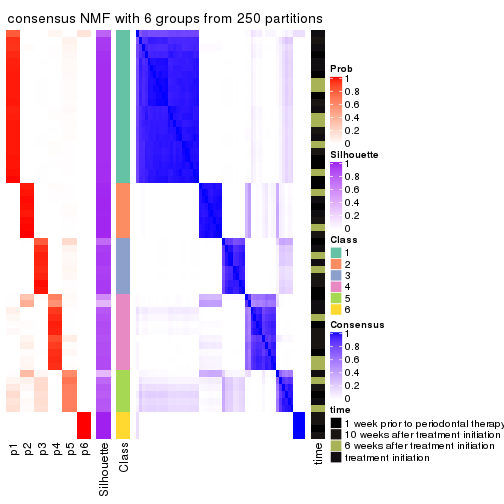 consensus NMF with 6 groups from 250 partitions
Prob
1
0.8
0.6
0.4
0.2
0
Silhouette
1
0.8
0.6
0.4
0.2
0
Class
1
2
3
4
5
6
Consensus
1
0.8
0.6
0.4
0.2
0
time
1 week prior to periodontal therapy
10 weeks after treatment initiation
6 weeks after treatment initiation
treatment initiation
p1
p2
p3
p4
p5
p6
Silhouette
Class
time